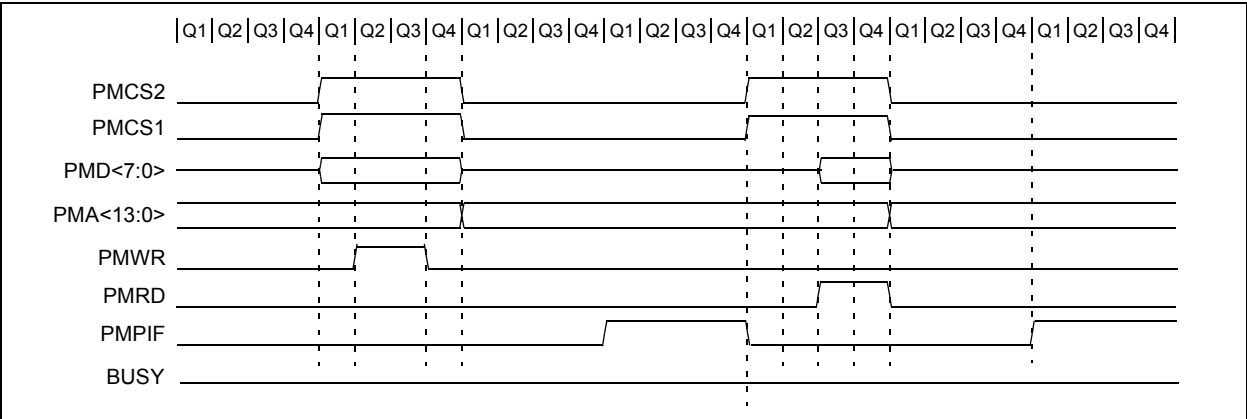 Q1 Q2 Q3 Q4 Q1 Q2 Q3 Q4 Q1 Q2 Q3 Q4 Q1 Q2 Q3 Q4 Q1 Q2 Q3 Q4 Q1 Q2 Q3 Q4 Q1 Q2 Q3 Q4
PMCS2
PMCS1
PMD<7:0>
PMA<13:0>
PMWR
PMRD
PMPIF
BUSY